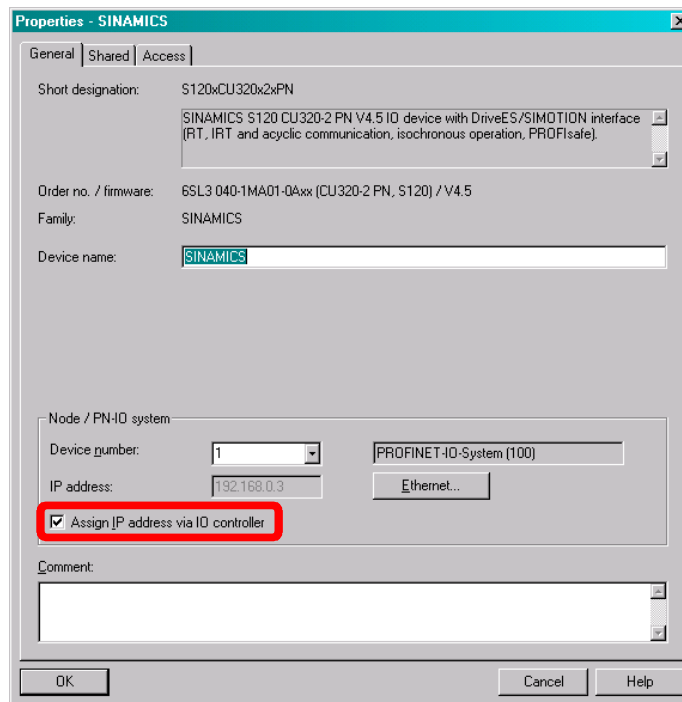 Properties - SINAMICS
General Shared Access
Short designation: S120xCU320x2xPN
SINAMICS S120 CU320-2 PN V4.5 IO device with DriveES/SIMOTION interface
(RT, IRT and acyclic communication, isochronous operation, PROFIsafe).
Order no. / firmware: 6SL3 040-1MA01-0Axx (CU320-2 PN, S120) / V4.5
Family: SINAMICS
Device name: SINAMICS
Node / PN-IO system
Device number: 1 PROFINET-IO-System (100)
IP address: 192.168.0.3 Ethernet...
Assign IP address via IO controller
Comment:
OK Cancel Help